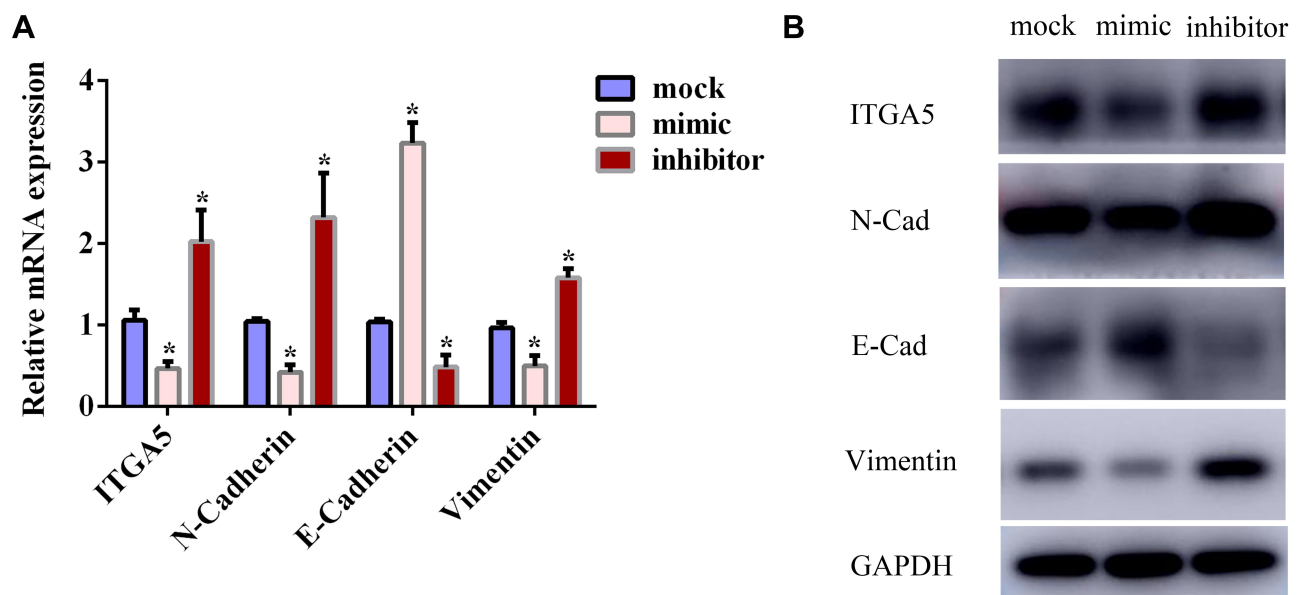 A
Relative mRNA expression
4
3
2
1
0
* * * * * * * *
ITGA5
N-Cadherin
E-Cadherin
Vimentin
mock
mimic
inhibitor
B
mock mimic inhibitor
ITGA5
N-Cad
E-Cad
Vimentin
GAPDH